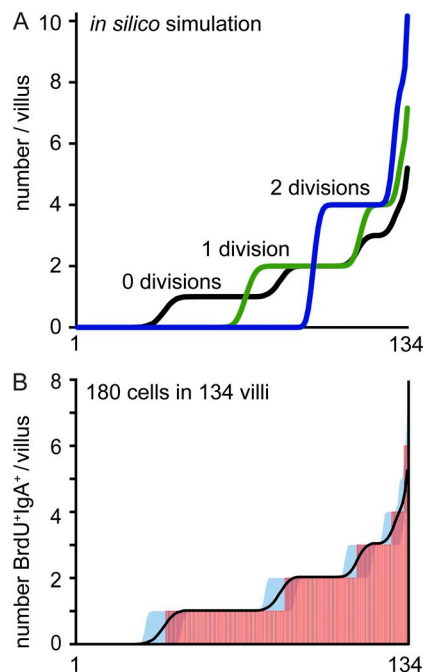 A
in silico simulation
number / villus
10
8
6
4
2
0
2 divisions
1 division
0 divisions
1
134
B
180 cells in 134 villi
number BrdU⁺IgA⁺/villus
8
6
4
2
0
1
134